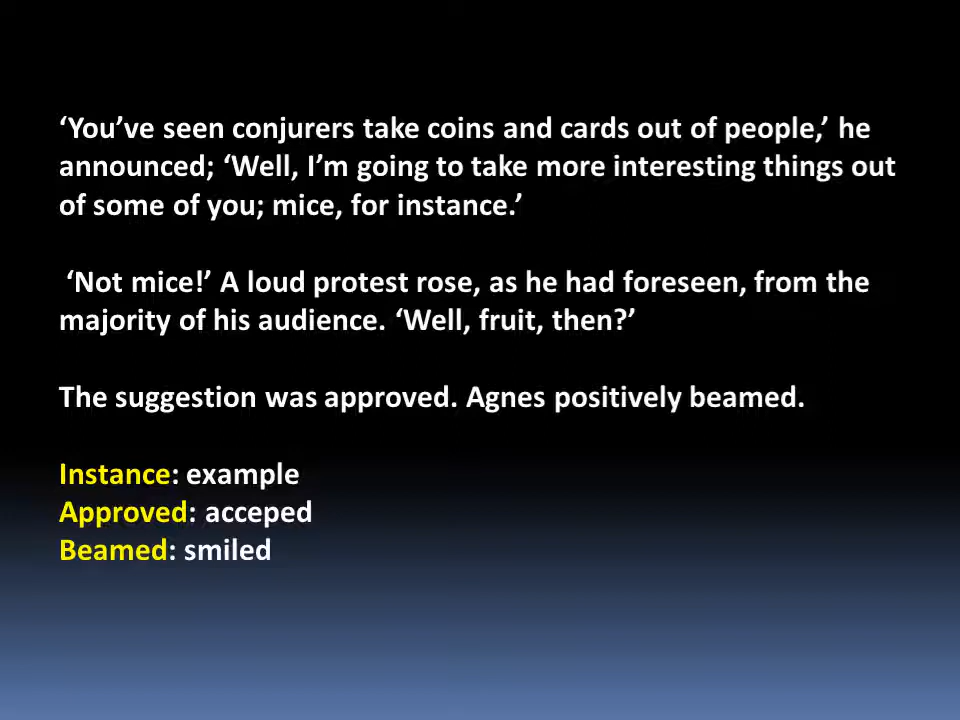 ‘You’ve seen conjurers take coins and cards out of people,’ he
announced; ‘Well, I’m going to take more interesting things out
of some of you; mice, for instance.’
‘Not mice!’ A loud protest rose, as he had foreseen, from the
majority of his audience. ‘Well, fruit, then?’
The suggestion was approved. Agnes positively beamed.
Instance: example
Approved: acceped
Beamed: smiled